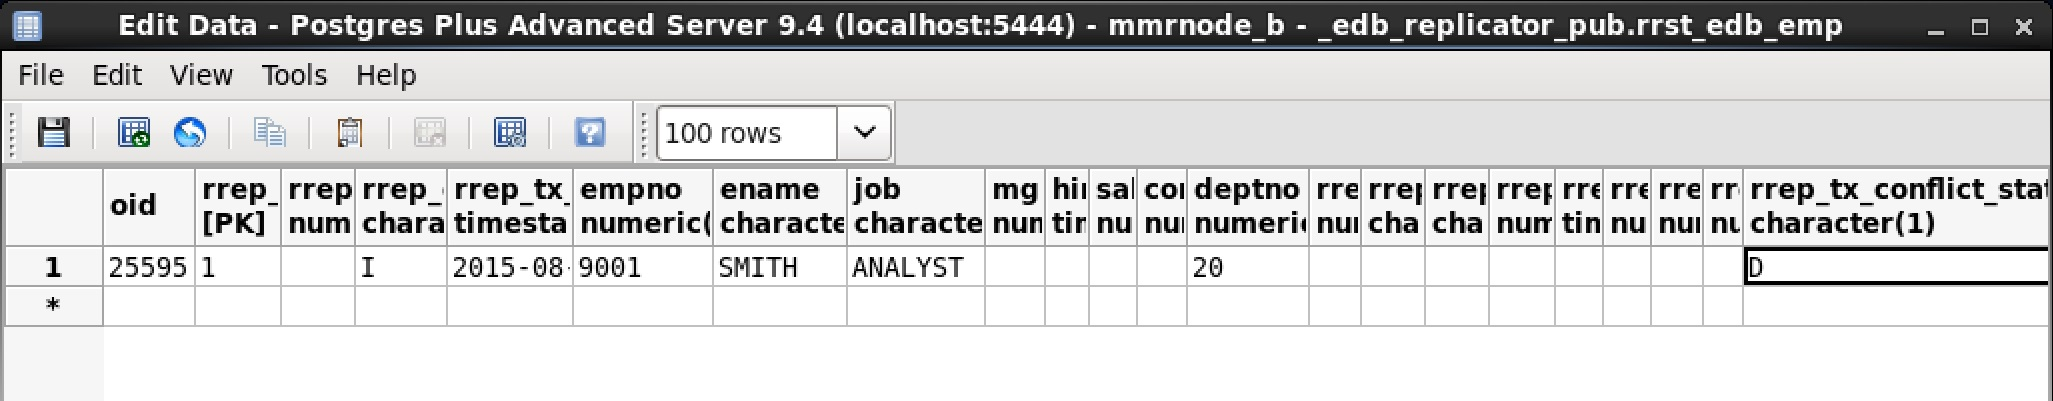 Edit Data - Postgres Plus Advanced Server 9.4 (localhost:5444) - mmrnode_b - _edb_replicator_pub.rrst_edb_emp
File Edit View Tools Help
100 rows
oid rrep_ rrep rrep_ rrep_tx_ empno ename job mg hir sal co deptno rre rrep rrep rrep rre rre rre rr rrep_tx_conflict_stat
[PK] num chara timesta numeric( characte characte nun tin nu nu numeric nu cha cha num tin nu nu nu character(1)
1 25595 1 I 2015-08- 9001 SMITH ANALYST 20 D
*